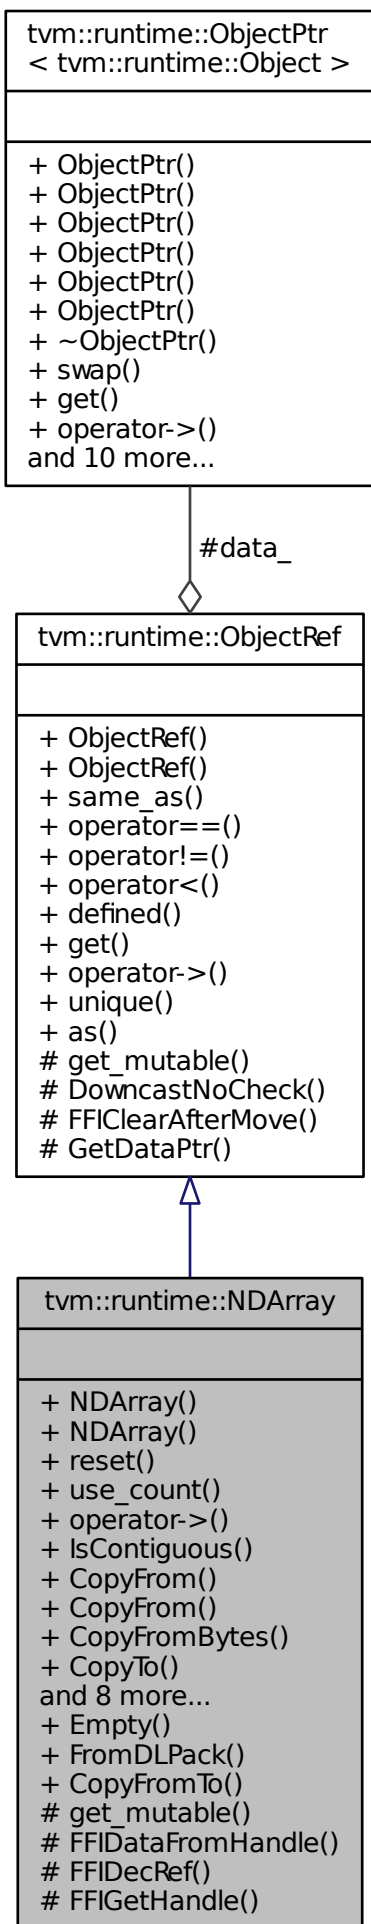 tvm::runtime::ObjectPtr
< tvm::runtime::Object >
+ ObjectPtr()
+ ObjectPtr()
+ ObjectPtr()
+ ObjectPtr()
+ ObjectPtr()
+ ObjectPtr()
+ ~ObjectPtr()
+ swap()
+ get()
+ operator->()
and 10 more...
#data_
tvm::runtime::ObjectRef
+ ObjectRef()
+ ObjectRef()
+ same_as()
+ operator==()
+ operator!=()
+ operator<()
+ defined()
+ get()
+ operator->()
+ unique()
+ as()
# get_mutable()
# DowncastNoCheck()
# FFIClearAfterMove()
# GetDataPtr()
tvm::runtime::NDArray
+ NDArray()
+ NDArray()
+ reset()
+ use_count()
+ operator->()
+ IsContiguous()
+ CopyFrom()
+ CopyFrom()
+ CopyFromBytes()
+ CopyTo()
and 8 more...
+ Empty()
+ FromDLPack()
+ CopyFromTo()
# get_mutable()
# FFIDataFromHandle()
# FFIDecRef()
# FFIGetHandle()